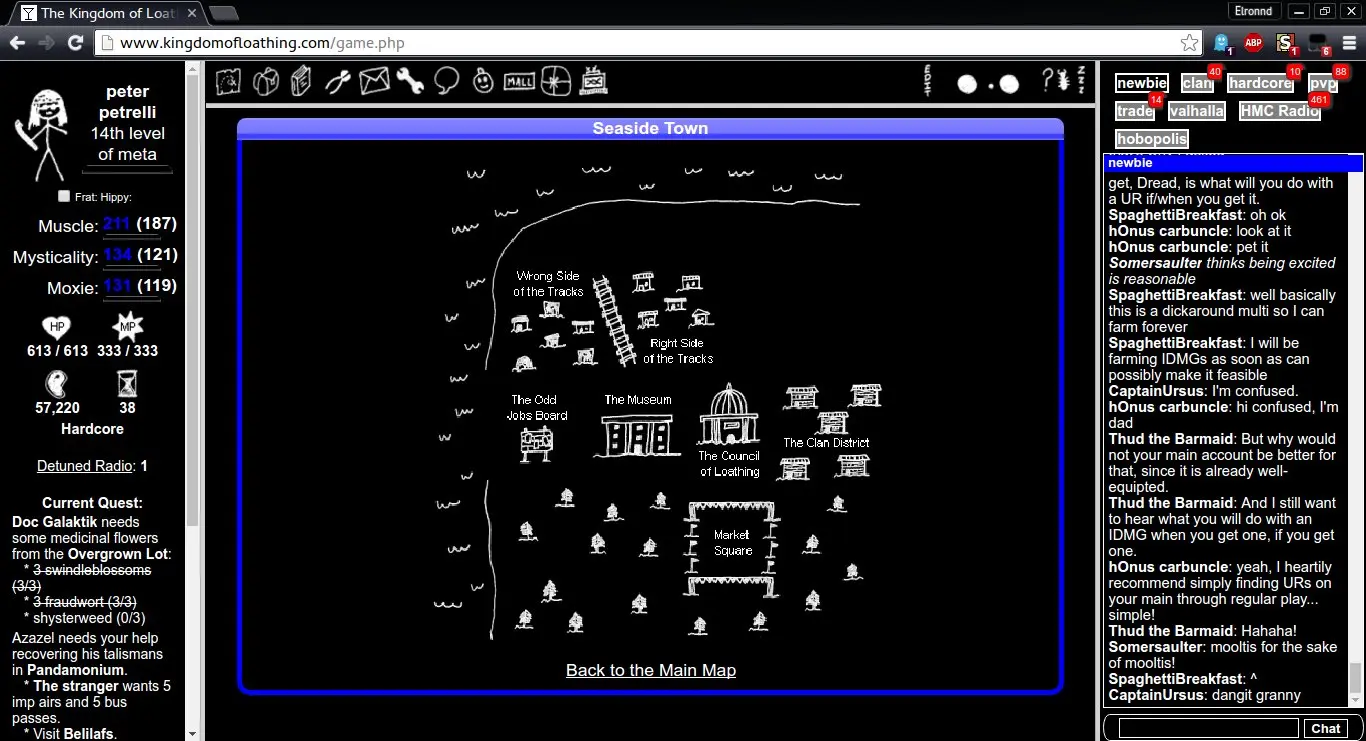 The Kingdom of Loat
Etronnd
www.kingdomofloathing.com/game.php
1
ABP
S
1
6
peter
petrelli
14th level
of meta
Frat: Hippy:
Muscle: 211 (187)
Mysticality: 134 (121)
Moxie: 131 (119)
HP MP
613 / 613 333 / 333
57,220 38
Hardcore
Detuned Radio: 1
Current Quest:
Doc Galaktik needs
some medicinal flowers
from the Overgrown Lot:
* 3 swindleblossoms
(3/3)
* 3 fraudwort (3/3)
* shysterweed (0/3)
Azazel needs your help
recovering his talismans
in Pandamonium.
* The stranger wants 5
imp airs and 5 bus
passes.
* Visit Belilafs.
MALL
EDIT
?
ZZZ
Seaside Town
Wrong Side
of the Tracks
Right Side
of the Tracks
The Odd
Jobs Board
The Museum
The Council
of Loathing
The Clan District
Market
Square
Back to the Main Map
newbie clan 40 hardcore 10 pvp 88
trade 14 valhalla HMC Radio 461
hobopolis
newbie
get, Dread, is what will you do with
a UR if/when you get it.
SpaghettiBreakfast: oh ok
hOnus carbuncle: look at it
hOnus carbuncle: pet it
Somersaulter thinks being excited
is reasonable
SpaghettiBreakfast: well basically
this is a dickaround multi so I can
farm forever
SpaghettiBreakfast: I will be
farming IDMGs as soon as can
possibly make it feasible
CaptainUrsus: I'm confused.
hOnus carbuncle: hi confused, I'm
dad
Thud the Barmaid: But why would
not your main account be better for
that, since it is already well-
equipted.
Thud the Barmaid: And I still want
to hear what you will do with an
IDMG when you get one, if you get
one.
hOnus carbuncle: yeah, I heartily
recommend simply finding URs on
your main through regular play...
simple!
Thud the Barmaid: Hahaha!
Somersaulter: mooltis for the sake
of mooltis!
SpaghettiBreakfast: ^
CaptainUrsus: dangit granny
Chat